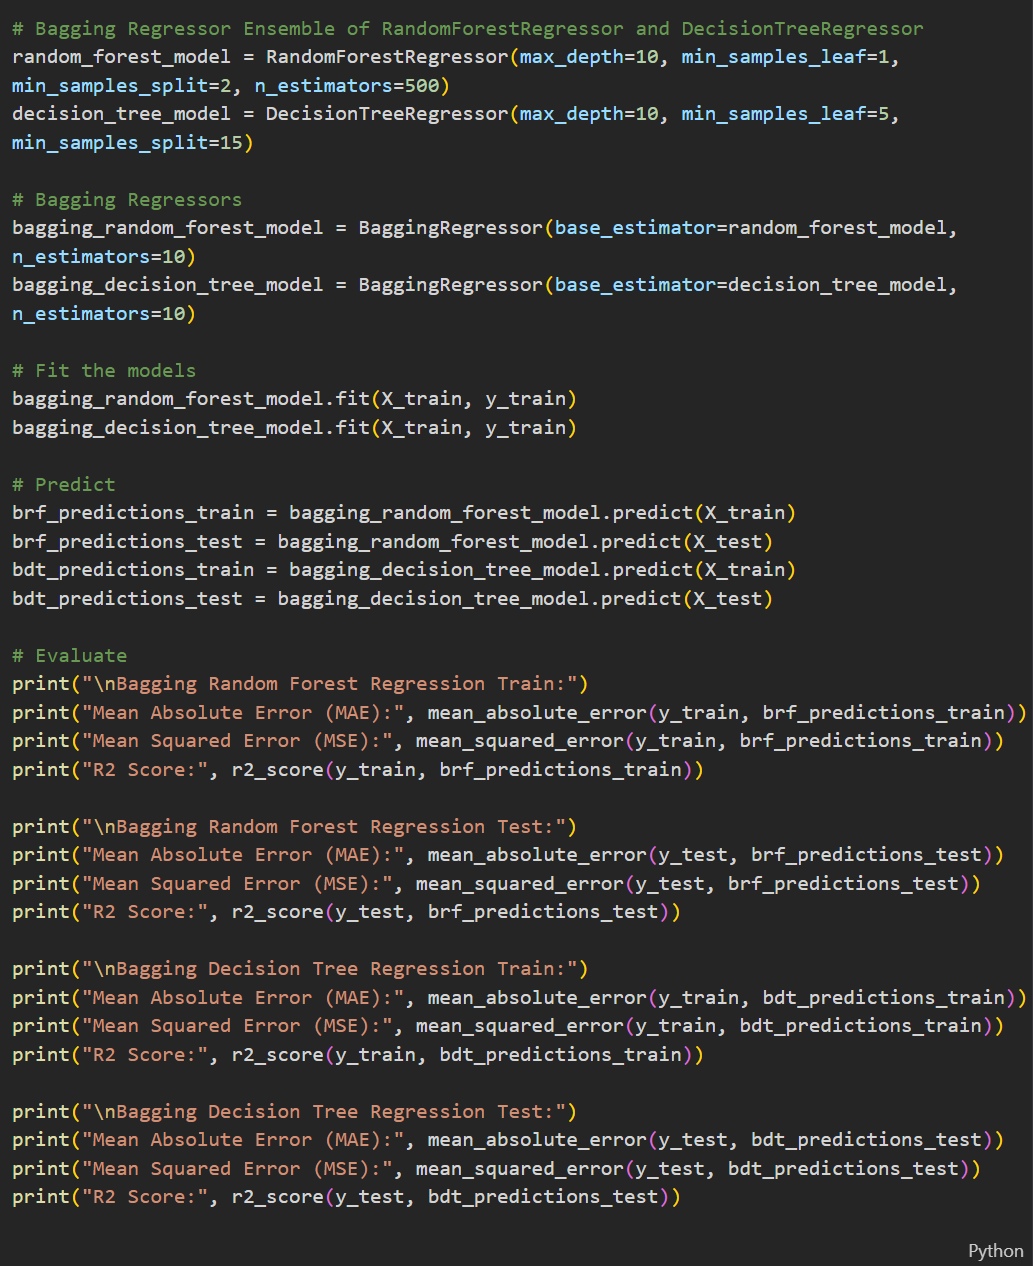 # Bagging Regressor Ensemble of RandomForestRegressor and DecisionTreeRegressor
random_forest_model = RandomForestRegressor(max_depth=10, min_samples_leaf=1,
min_samples_split=2, n_estimators=500)
decision_tree_model = DecisionTreeRegressor(max_depth=10, min_samples_leaf=5,
min_samples_split=15)

# Bagging Regressors
bagging_random_forest_model = BaggingRegressor(base_estimator=random_forest_model,
n_estimators=10)
bagging_decision_tree_model = BaggingRegressor(base_estimator=decision_tree_model,
n_estimators=10)

# Fit the models
bagging_random_forest_model.fit(X_train, y_train)
bagging_decision_tree_model.fit(X_train, y_train)

# Predict
brf_predictions_train = bagging_random_forest_model.predict(X_train)
brf_predictions_test = bagging_random_forest_model.predict(X_test)
bdt_predictions_train = bagging_decision_tree_model.predict(X_train)
bdt_predictions_test = bagging_decision_tree_model.predict(X_test)

# Evaluate
print("\nBagging Random Forest Regression Train:")
print("Mean Absolute Error (MAE):", mean_absolute_error(y_train, brf_predictions_train))
print("Mean Squared Error (MSE):", mean_squared_error(y_train, brf_predictions_train))
print("R2 Score:", r2_score(y_train, brf_predictions_train))

print("\nBagging Random Forest Regression Test:")
print("Mean Absolute Error (MAE):", mean_absolute_error(y_test, brf_predictions_test))
print("Mean Squared Error (MSE):", mean_squared_error(y_test, brf_predictions_test))
print("R2 Score:", r2_score(y_test, brf_predictions_test))

print("\nBagging Decision Tree Regression Train:")
print("Mean Absolute Error (MAE):", mean_absolute_error(y_train, bdt_predictions_train))
print("Mean Squared Error (MSE):", mean_squared_error(y_train, bdt_predictions_train))
print("R2 Score:", r2_score(y_train, bdt_predictions_train))

print("\nBagging Decision Tree Regression Test:")
print("Mean Absolute Error (MAE):", mean_absolute_error(y_test, bdt_predictions_test))
print("Mean Squared Error (MSE):", mean_squared_error(y_test, bdt_predictions_test))
print("R2 Score:", r2_score(y_test, bdt_predictions_test))

Python